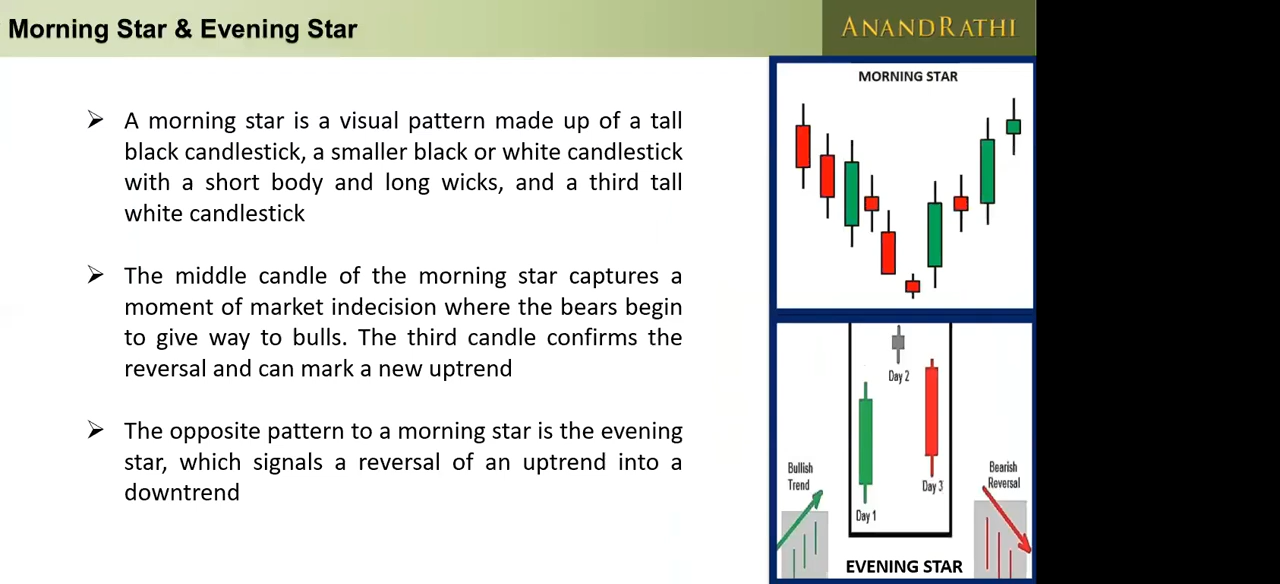 Morning Star & Evening Star
ANANDRATHI
➢ A morning star is a visual pattern made up of a tall
black candlestick, a smaller black or white candlestick
with a short body and long wicks, and a third tall
white candlestick
➢ The middle candle of the morning star captures a
moment of market indecision where the bears begin
to give way to bulls. The third candle confirms the
reversal and can mark a new uptrend
➢ The opposite pattern to a morning star is the evening
star, which signals a reversal of an uptrend into a
downtrend
MORNING STAR
Day 2
Bullish
Trend
Day 1
Day 3
Bearish
Reversal
EVENING STAR